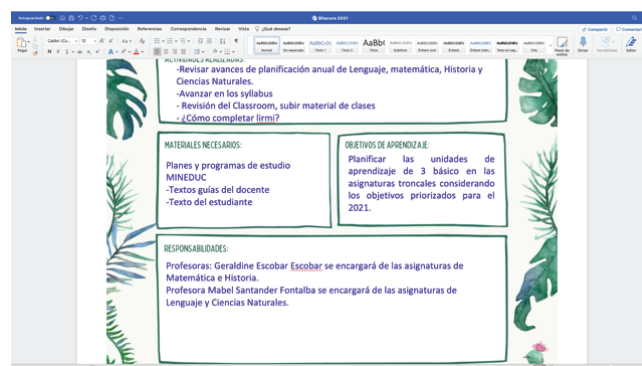 Autoguardado
Bitacora 2021
Inicio Insertar Dibujar Diseño Disposición Referencias Correspondencia Revisar Vista ¿Qué desea?
Compartir Comentarios
ACTIVIDADES REALIZADAS:
-Revisar avances de planificación anual de Lenguaje, matemática, Historia y
Ciencias Naturales.
-Avanzar en los syllabus
- Revisión del Classroom, subir material de clases
- ¿Cómo completar lirmi?
MATERIALES NECESARIOS:
Planes y programas de estudio
MINEDUC
-Textos guías del docente
-Texto del estudiante
OBJETIVOS DE APRENDIZAJE:
Planificar las unidades de
aprendizaje de 3 básico en las
asignaturas troncales considerando
los objetivos priorizados para el
2021.
RESPONSABILIDADES:
Profesoras: Geraldine Escobar Escobar se encargará de las asignaturas de
Matemática e Historia.
Profesora Mabel Santander Fontalba se encargará de las asignaturas de
Lenguaje y Ciencias Naturales.